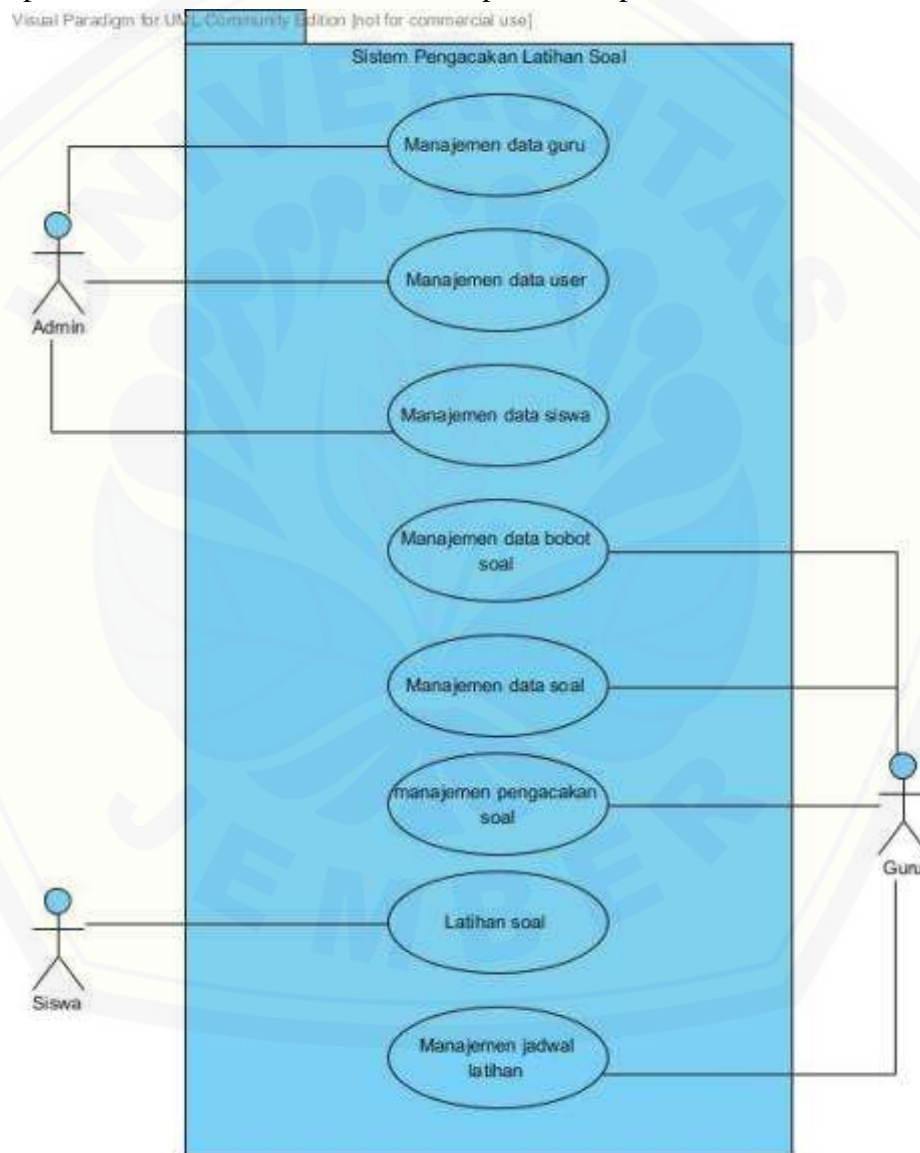 Visual Paradigm for UML Community Edition [not for commercial use]
Sistem Pengacakan Latihan Soal
Manajemen data guru
Manajemen data user
Admin
Manajemen data siswa
Manajemen data bobot
soal
Manajemen data soal
manajemen pengacakan
soal
Guru
Latihan soal
Siswa
Manajemen jadwal
latihan
UNIVERSITAS
JEMBER